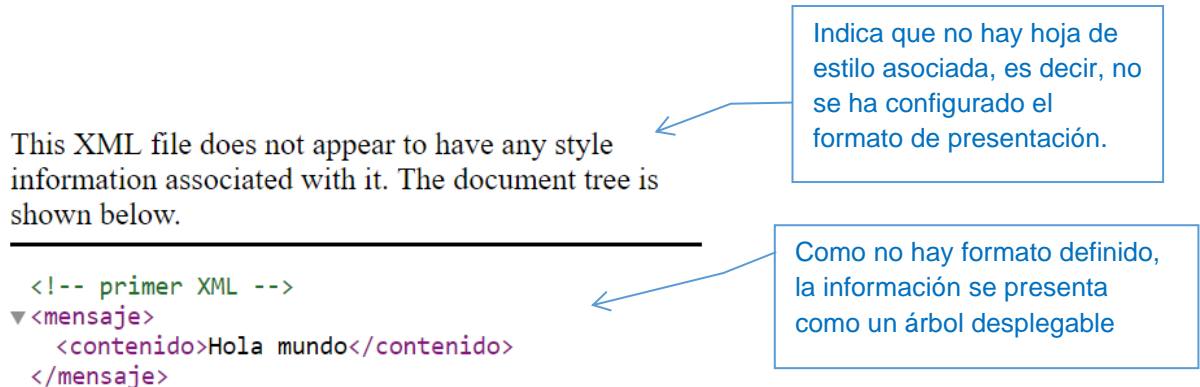 Indica que no hay hoja de
estilo asociada, es decir, no
se ha configurado el
formato de presentación.
This XML file does not appear to have any style
information associated with it. The document tree is
shown below.
Como no hay formato definido,
la información se presenta
como un árbol desplegable
<!-- primer XML -->
▼<mensaje>
<contenido>Hola mundo</contenido>
</mensaje>